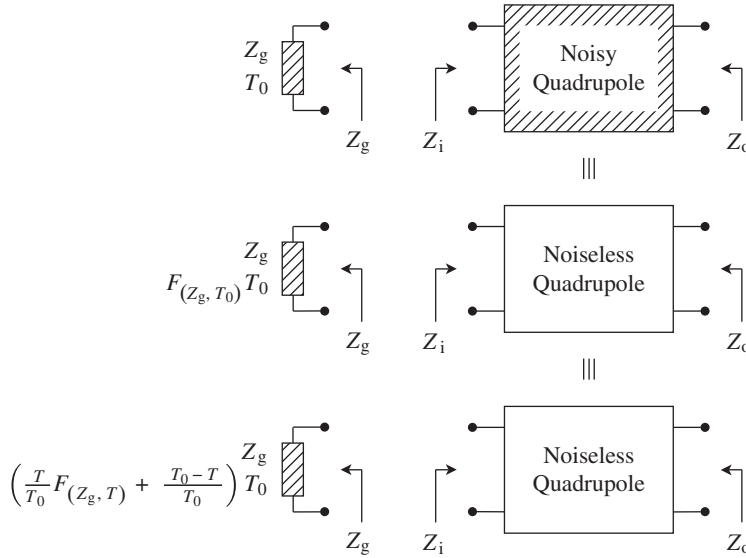 Z_g
T_0
Z_g
Z_i
Noisy
Quadrupole
Z_o
|||
Z_g
F_(Z_g, T_0) T_0
Z_g
Z_i
Noiseless
Quadrupole
Z_o
|||
Z_g
(T/T_0 F_(Z_g, T) + T_0 – T/T_0) T_0
Z_g
Z_i
Noiseless
Quadrupole
Z_o